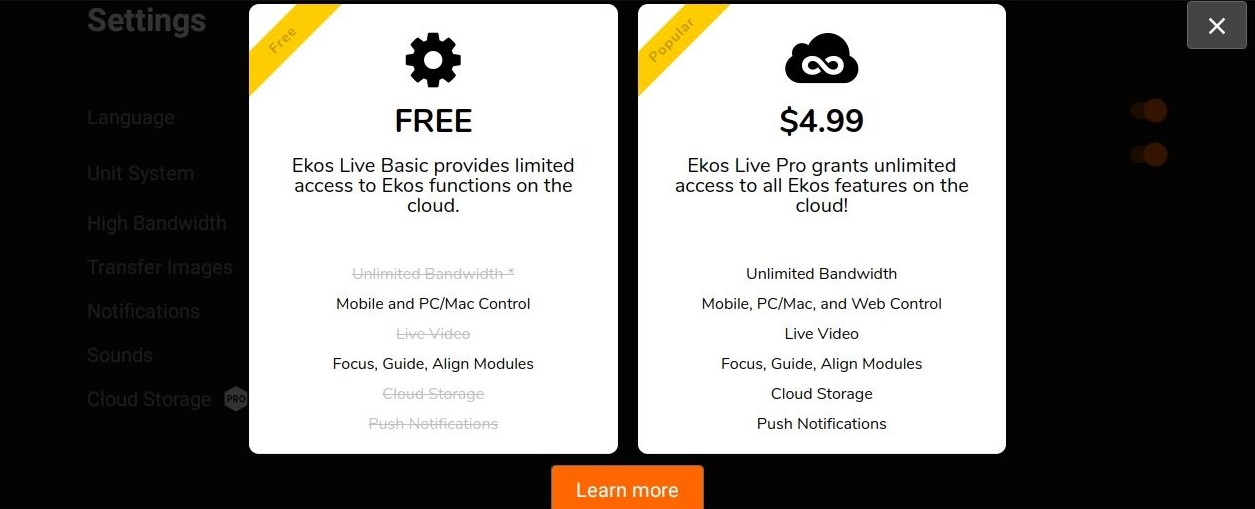 Settings
Language
Unit System
High Bandwidth
Transfer Images
Notifications
Sounds
Cloud Storage PRO
Free
FREE
Ekos Live Basic provides limited
access to Ekos functions on the
cloud.
Unlimited Bandwidth *
Mobile and PC/Mac Control
Live Video
Focus, Guide, Align Modules
Cloud Storage
Push Notifications
Popular
$4.99
Ekos Live Pro grants unlimited
access to all Ekos features on the
cloud!
Unlimited Bandwidth
Mobile, PC/Mac, and Web Control
Live Video
Focus, Guide, Align Modules
Cloud Storage
Push Notifications
Learn more